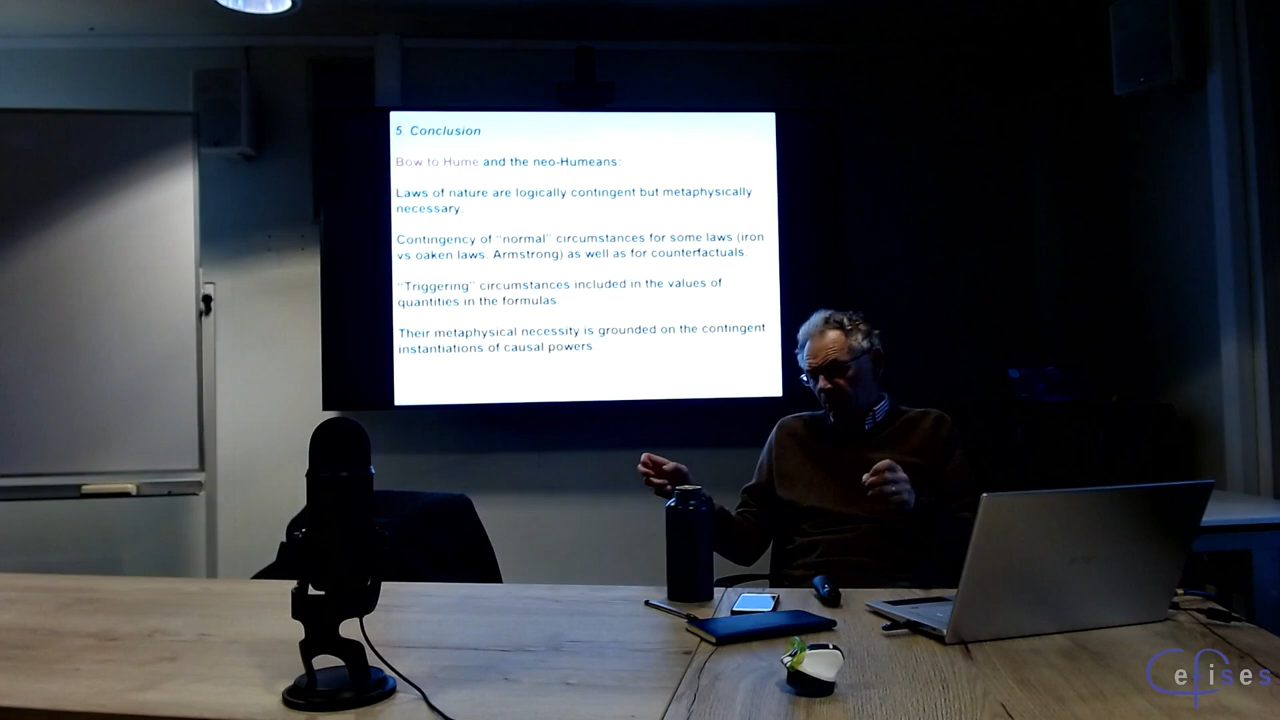 5. Conclusion
Bow to Hume and the neo-Humeans:
Laws of nature are logically contingent but metaphysically
necessary.
Contingency of "normal" circumstances for some laws (iron
vs oaken laws. Armstrong) as well as for counterfactuals.
"Triggering" circumstances included in the values of
quantities in the formulas.
Their metaphysical necessity is grounded on the contingent
instantiations of causal powers
Cefises